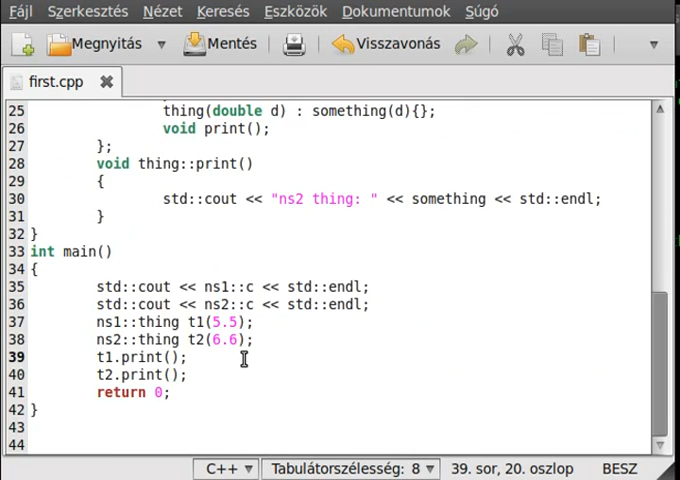 Fájl Szerkesztés Nézet Keresés Eszközök Dokumentumok Súgó
Megnyitás Mentés Visszavonás
first.cpp
25 thing(double d) : something(d){};
26 void print();
27 };
28 void thing::print()
29 {
30 std::cout << "ns2 thing: " << something << std::endl;
31 }
32 }
33 int main()
34 {
35 std::cout << ns1::c << std::endl;
36 std::cout << ns2::c << std::endl;
37 ns1::thing t1(5.5);
38 ns2::thing t2(6.6);
39 t1.print();
40 t2.print();
41 return 0;
42 }
43
44
C++ Tabulátorszélesség: 8 39. sor, 20. oszlop BESZ